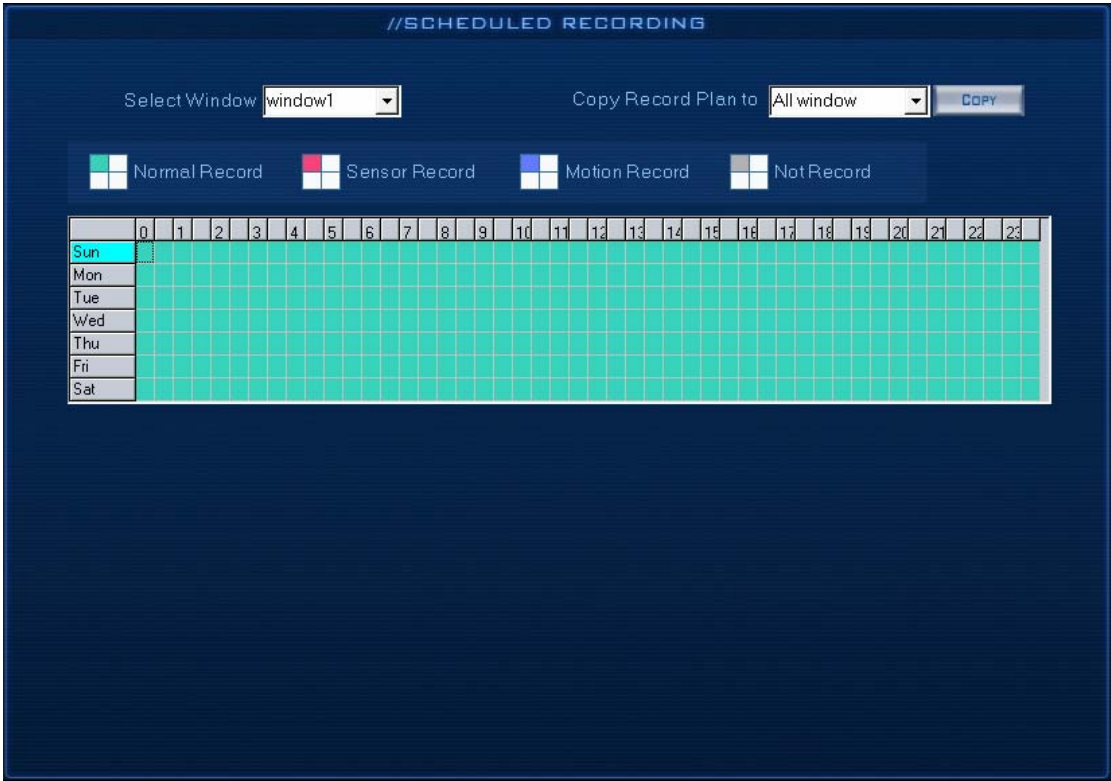 //SCHEDULED RECORDING
Select Window window1 Copy Record Plan to All window COPY
Normal Record Sensor Record Motion Record Not Record
0 1 2 3 4 5 6 7 8 9 10 11 12 13 14 15 16 17 18 19 20 21 22 23
Sun
Mon
Tue
Wed
Thu
Fri
Sat